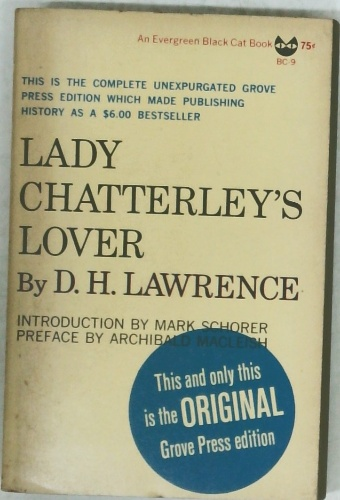 An Evergreen Black Cat Book 75¢
BC-9
THIS IS THE COMPLETE UNEXPURGATED GROVE
PRESS EDITION WHICH MADE PUBLISHING
HISTORY AS A $6.00 BESTSELLER
LADY
CHATTERLEY'S
LOVER
By D. H. LAWRENCE
INTRODUCTION BY MARK SCHORER
PREFACE BY ARCHIBALD MACLEISH
This and only this
is the ORIGINAL
Grove Press edition